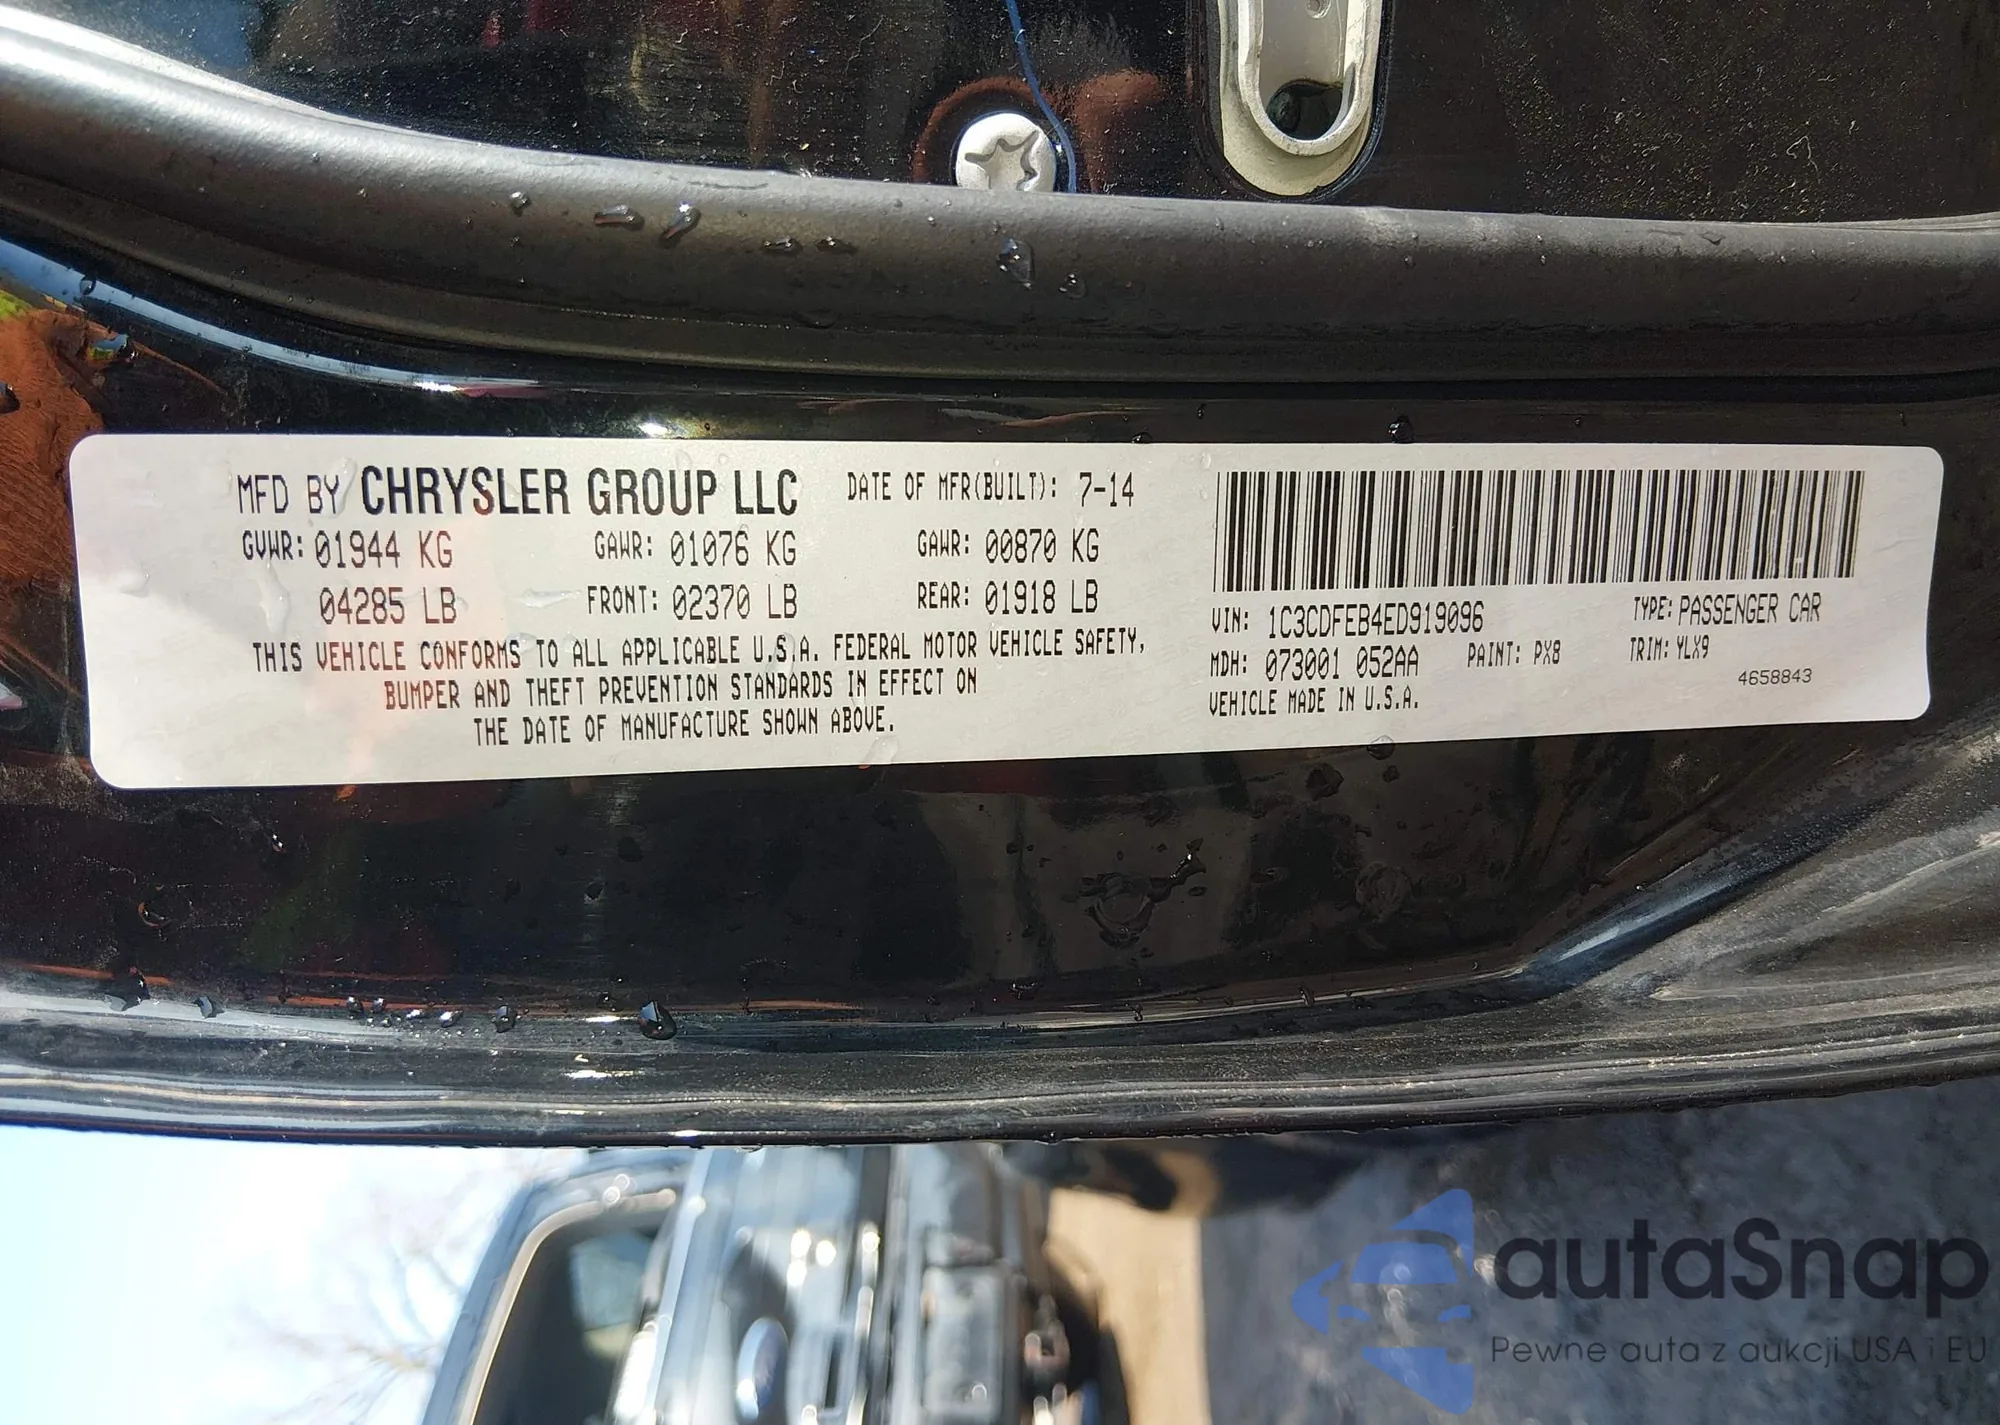 MFD BY CHRYSLER GROUP LLC DATE OF MFR(BUILT): 7-14
GVWR: 01944 KG GAWR: 01076 KG GAWR: 00870 KG
04285 LB FRONT: 02370 LB REAR: 01918 LB
THIS VEHICLE CONFORMS TO ALL APPLICABLE U.S.A. FEDERAL MOTOR VEHICLE SAFETY,
BUMPER AND THEFT PREVENTION STANDARDS IN EFFECT ON
THE DATE OF MANUFACTURE SHOWN ABOVE.
VIN: 1C3CDFEB4ED919096 TYPE: PASSENGER CAR
MDH: 073001 052AA PAINT: PX8 TRIM: YLX9
VEHICLE MADE IN U.S.A. 4658843
autaSnap
Pewne auta z aukcji USA i EU